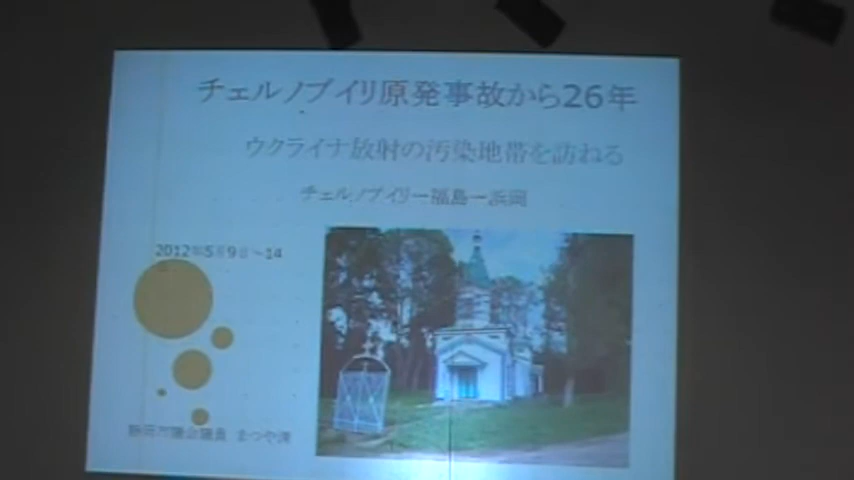 チェルノブイリ原発事故から26年
ウクライナ放射の汚染地帯を訪ねる
チェルノブイリー福島ー浜岡
2012年5月9日~14
静岡市議会議員 まつや清